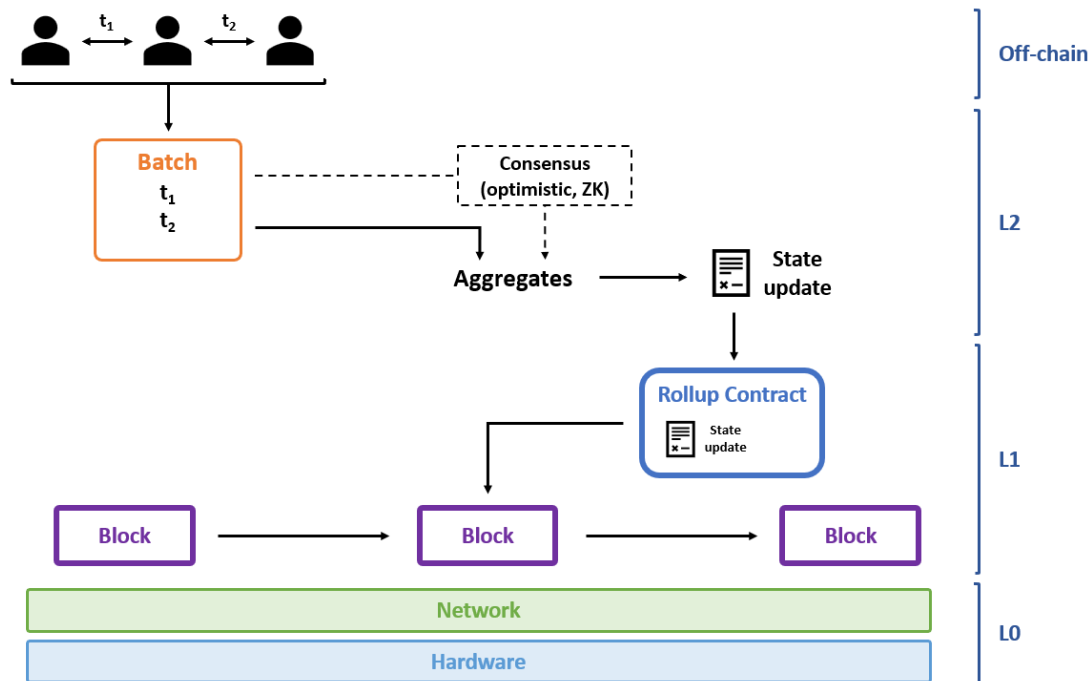 t₁
t₂
Off-chain
Batch
t₁
t₂
Consensus
(optimistic, ZK)
L2
Aggregates
State
update
Rollup Contract
State
update
L1
Block
Block
Block
Network
L0
Hardware